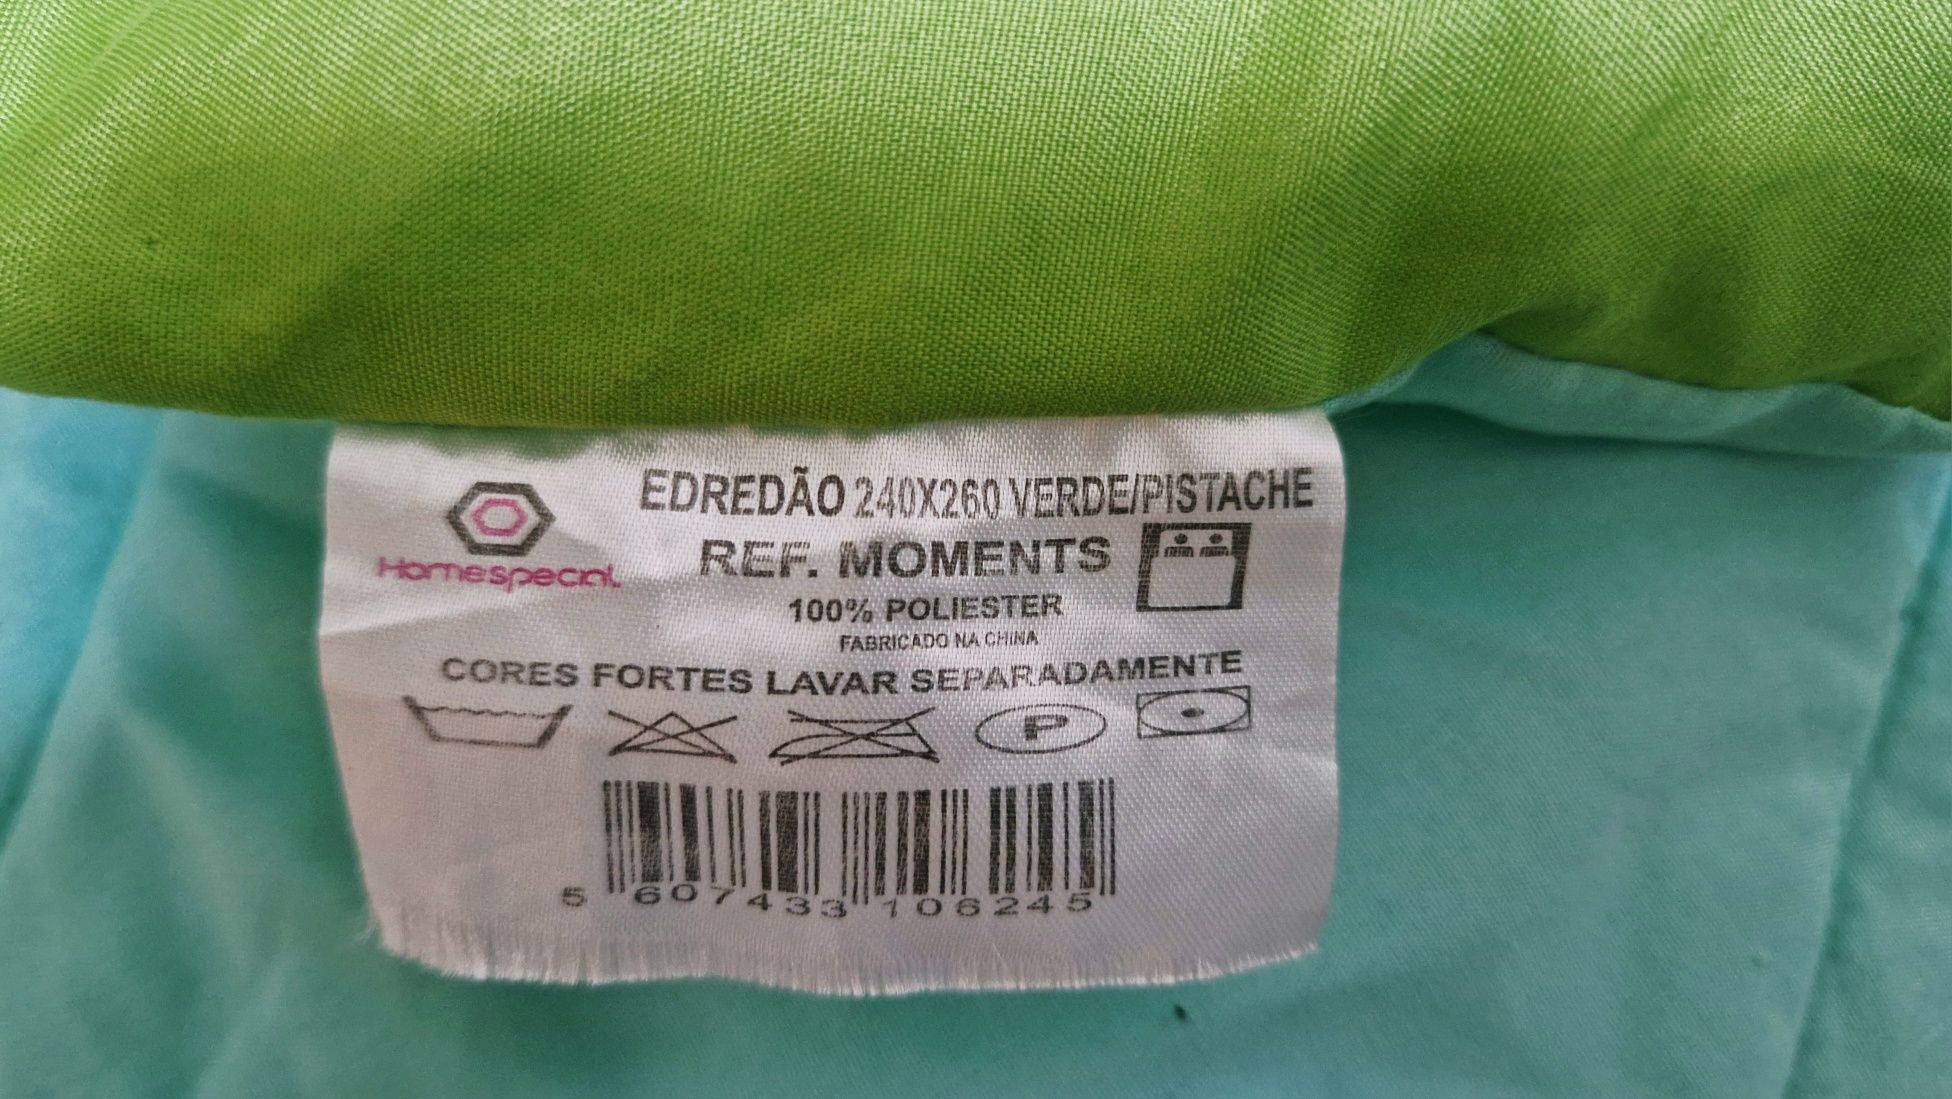 Homespecial
EDREDÃO 240X260 VERDE/PISTACHE
REF. MOMENTS
100% POLIESTER
FABRICADO NA CHINA
CORES FORTES LAVAR SEPARADAMENTE
P
5 607433 106245